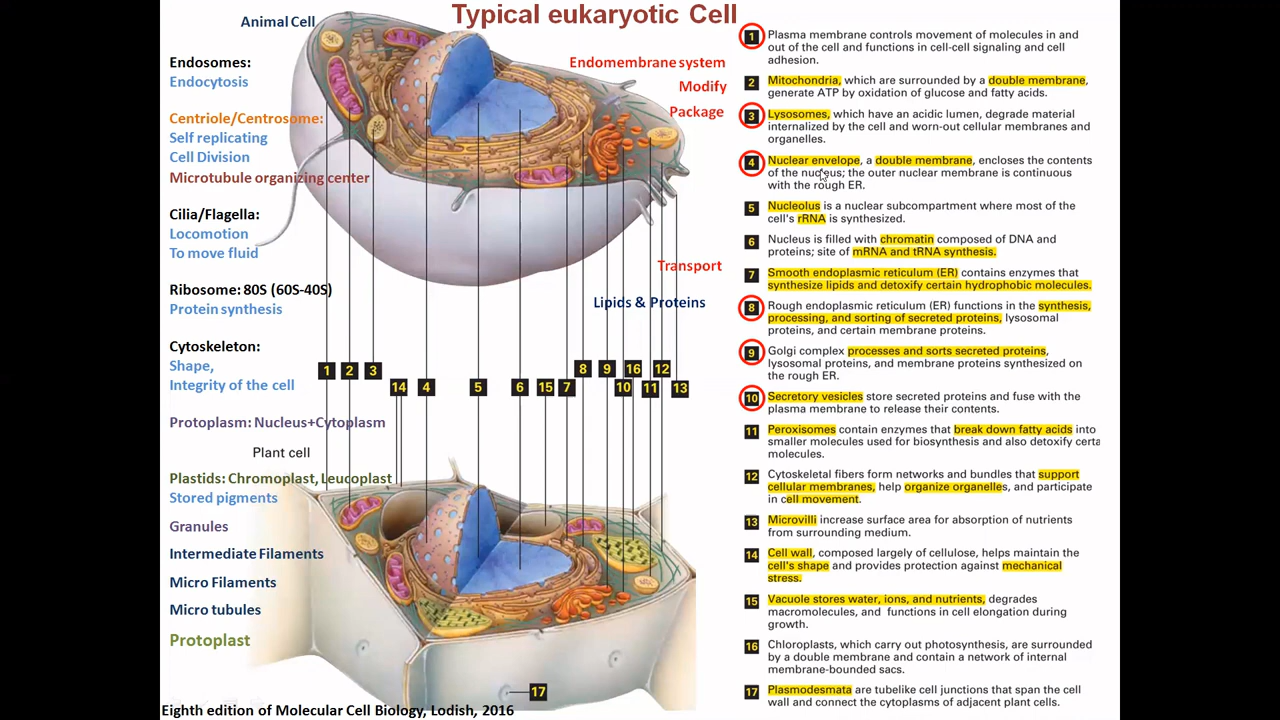 Typical eukaryotic Cell
Animal Cell
Endosomes:
Endocytosis
Centriole/Centrosome:
Self replicating
Cell Division
Microtubule organizing center
Cilia/Flagella:
Locomotion
To move fluid
Ribosome: 80S (60S-40S)
Protein synthesis
Cytoskeleton:
Shape,
Integrity of the cell
Protoplasm: Nucleus+Cytoplasm
Plant cell
Plastids: Chromoplast, Leucoplast
Stored pigments
Granules
Intermediate Filaments
Micro Filaments
Micro tubules
Protoplast
Endomembrane system
Modify
Package
Transport
Lipids & Proteins
1 2 3 8 9 16 12
14 4 5 6 15 7 10 11 13
17
1 Plasma membrane controls movement of molecules in and
out of the cell and functions in cell-cell signaling and cell
adhesion.
2 Mitochondria, which are surrounded by a double membrane,
generate ATP by oxidation of glucose and fatty acids.
3 Lysosomes, which have an acidic lumen, degrade material
internalized by the cell and worn-out cellular membranes and
organelles.
4 Nuclear envelope, a double membrane, encloses the contents
of the nucleus; the outer nuclear membrane is continuous
with the rough ER.
5 Nucleolus is a nuclear subcompartment where most of the
cell's rRNA is synthesized.
6 Nucleus is filled with chromatin composed of DNA and
proteins; site of mRNA and tRNA synthesis.
7 Smooth endoplasmic reticulum (ER) contains enzymes that
synthesize lipids and detoxify certain hydrophobic molecules.
8 Rough endoplasmic reticulum (ER) functions in the synthesis,
processing, and sorting of secreted proteins, lysosomal
proteins, and certain membrane proteins.
9 Golgi complex processes and sorts secreted proteins,
lysosomal proteins, and membrane proteins synthesized on
the rough ER.
10 Secretory vesicles store secreted proteins and fuse with the
plasma membrane to release their contents.
11 Peroxisomes contain enzymes that break down fatty acids into
smaller molecules used for biosynthesis and also detoxify certa
molecules.
12 Cytoskeletal fibers form networks and bundles that support
cellular membranes, help organize organelles, and participate
in cell movement.
13 Microvilli increase surface area for absorption of nutrients
from surrounding medium.
14 Cell wall, composed largely of cellulose, helps maintain the
cell's shape and provides protection against mechanical
stress.
15 Vacuole stores water, ions, and nutrients, degrades
macromolecules, and functions in cell elongation during
growth.
16 Chloroplasts, which carry out photosynthesis, are surrounded
by a double membrane and contain a network of internal
membrane-bounded sacs.
17 Plasmodesmata are tubelike cell junctions that span the cell
wall and connect the cytoplasms of adjacent plant cells.
Eighth edition of Molecular Cell Biology, Lodish, 2016